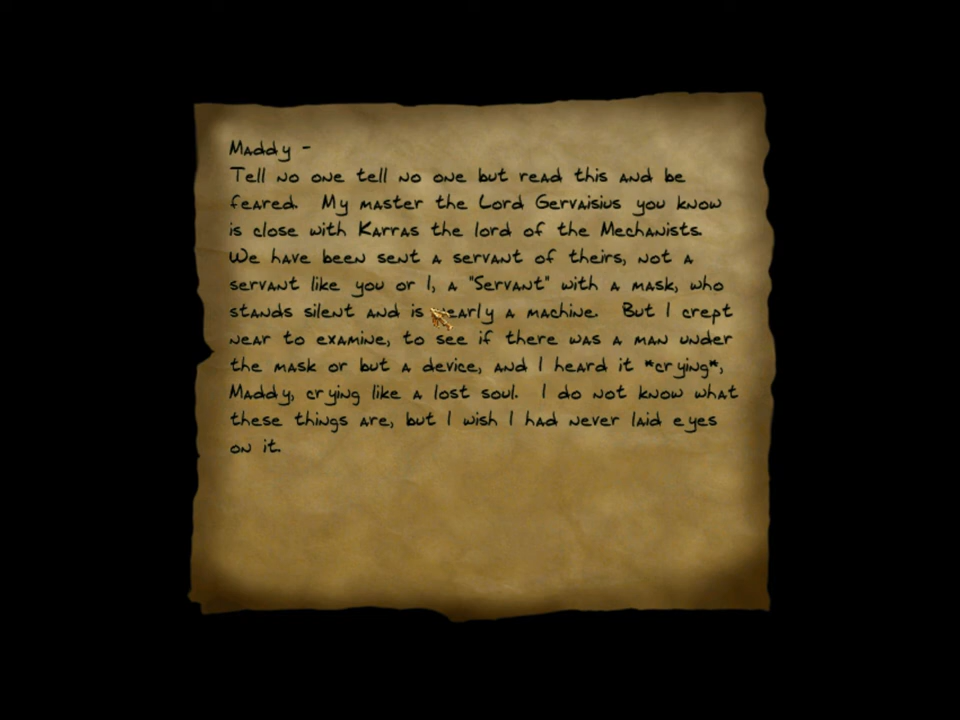 Maddy -
Tell no one tell no one but read this and be
feared. My master the Lord Gervaisius you know
is close with Karras the lord of the Mechanists.
We have been sent a servant of theirs, not a
servant like you or I, a "Servant" with a mask, who
stands silent and is nearly a machine. But I crept
near to examine, to see if there was a man under
the mask or but a device, and I heard it *crying*,
Maddy, crying like a lost soul. I do not know what
these things are, but I wish I had never laid eyes
on it.